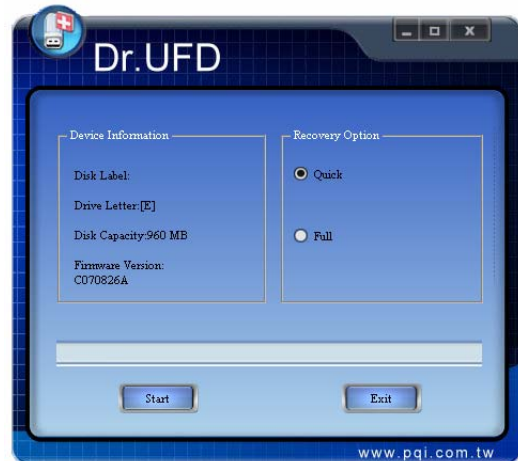 Dr.UFD
Device Information
Disk Label:
Drive Letter:[E]
Disk Capacity:960 MB
Firmware Version:
C070826A
Recovery Option
Quick
Full
Start
Exit
www.pqi.com.tw